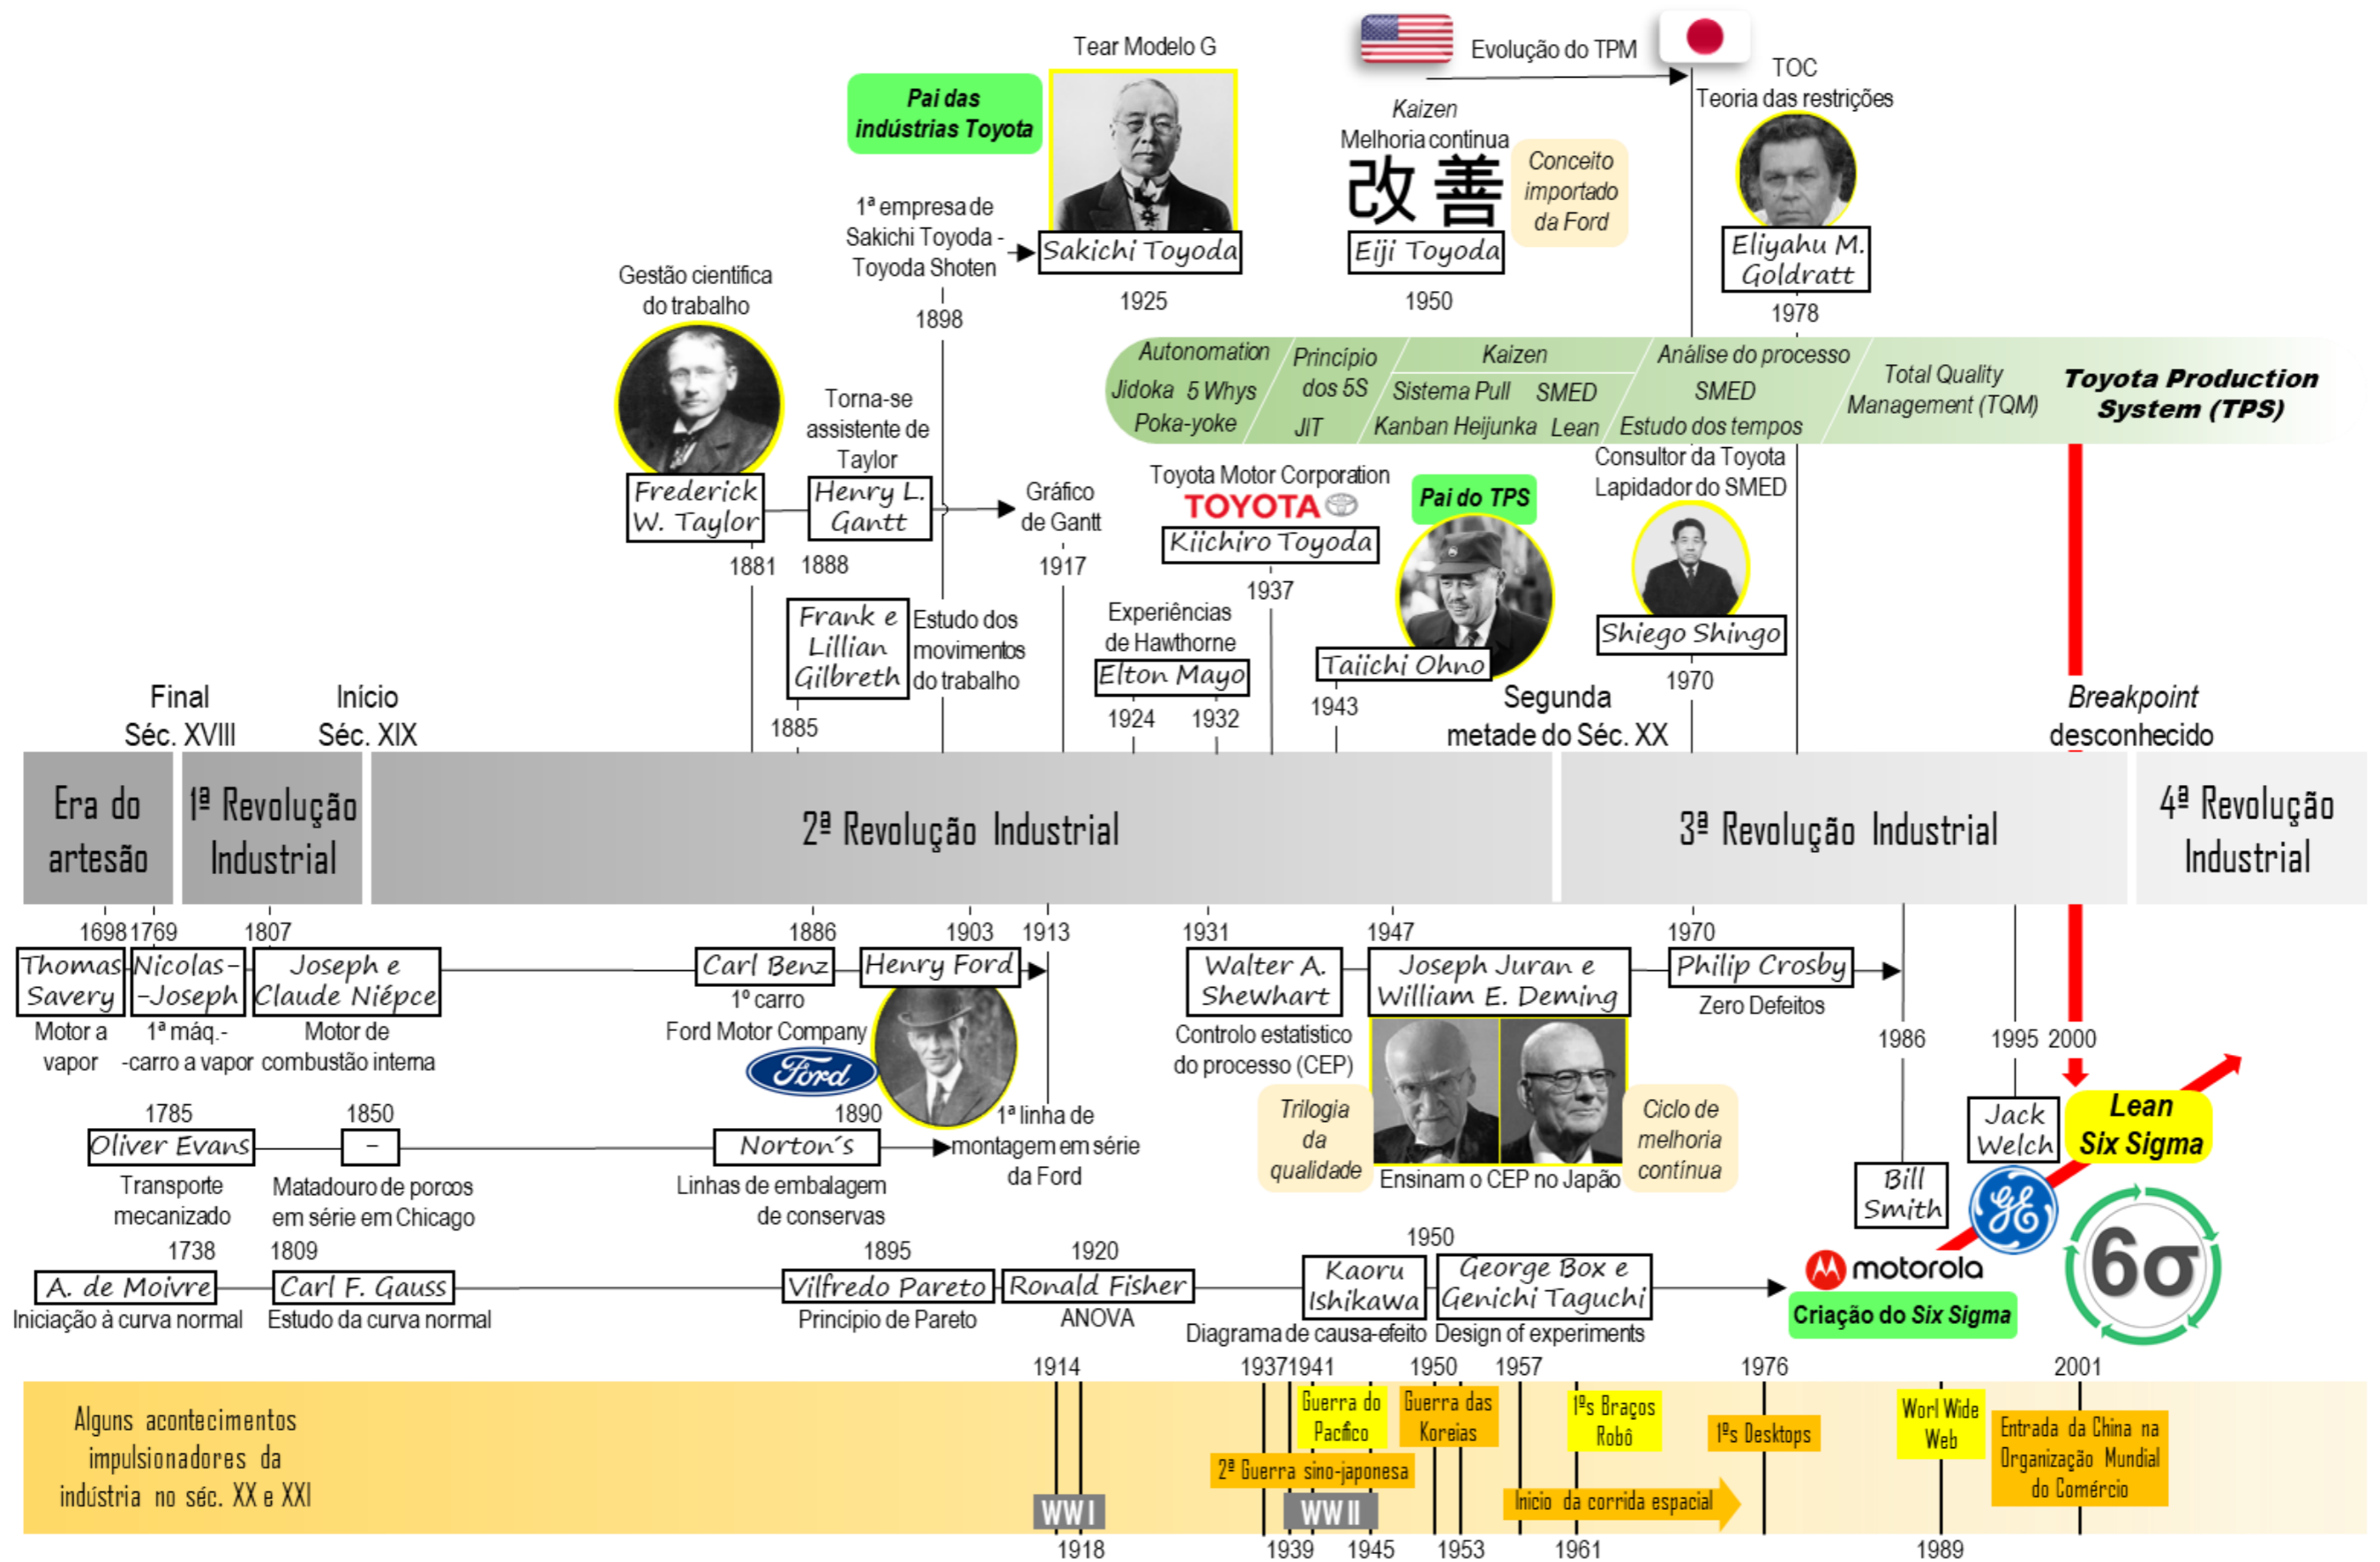 Tear Modelo G
Pai das
indústrias Toyota
1ª empresa de
Sakichi Toyoda -
Toyoda Shoten
Sakichi Toyoda
1898
1925
Evolução do TPM
Kaizen
Melhoria continua
改善
Conceito
importado
da Ford
Eiji Toyoda
1950
TOC
Teoria das restrições
Eliyahu M.
Goldratt
1978
Gestão cientifica
do trabalho
Frederick
W. Taylor
1881
Torna-se
assistente de
Taylor
Henry L.
Gantt
1888
Gráfico
de Gantt
1917
Frank e
Lillian
Gilbreth
Estudo dos
movimentos
do trabalho
1885
Autonomation
Jidoka 5 Whys
Poka-yoke
Princípio
dos 5S
JiT
Kaizen
Sistema Pull SMED
Kanban Heijunka Lean
Análise do processo
SMED
Estudo dos tempos
Total Quality
Management (TQM)
Toyota Production
System (TPS)
Toyota Motor Corporation
TOYOTA
Kiichiro Toyoda
1937
Experiências
de Hawthorne
Elton Mayo
1924 1932
Pai do TPS
Taiichi Ohno
1943
Consultor da Toyota
Lapidador do SMED
Shiego Shingo
1970
Final
Séc. XVIII
Início
Séc. XIX
Segunda
metade do Séc. XX
Breakpoint
desconhecido
Era do
artesão
1ª Revolução
Industrial
2ª Revolução Industrial
3ª Revolução Industrial
4ª Revolução
Industrial
1698
Thomas
Savery
Motor a
vapor
1769
Nicolas-
-Joseph
1ª máq.-
-carro a vapor
1807
Joseph e
Claude Niépce
Motor de
combustão interna
1886
Carl Benz
1º carro
1903
Henry Ford
Ford Motor Company
Ford
1913
1ª linha de
montagem em série
da Ford
1931
Walter A.
Shewhart
Controlo estatistico
do processo (CEP)
1947
Joseph Juran e
William E. Deming
Trilogia
da
qualidade
Ciclo de
melhoria
contínua
Ensinam o CEP no Japão
1970
Philip Crosby
Zero Defeitos
1986
1995
2000
Bill
Smith
Jack
Welch
Lean
Six Sigma
GE
motorola
Criação do Six Sigma
6σ
1785
Oliver Evans
Transporte
mecanizado
1850
-
Matadouro de porcos
em série em Chicago
1890
Norton´s
Linhas de embalagem
de conservas
1738
A. de Moivre
Iniciação à curva normal
1809
Carl F. Gauss
Estudo da curva normal
1895
Vilfredo Pareto
Principio de Pareto
1920
Ronald Fisher
ANOVA
1950
Kaoru
Ishikawa
Diagrama de causa-efeito
George Box e
Genichi Taguchi
Design of experiments
Alguns acontecimentos
impulsionadores da
indústria no séc. XX e XXI
1914
WW I
1918
1937
2ª Guerra sino-japonesa
1941
Guerra do
Pacífico
WW II
1939
1945
1950
Guerra das
Koreias
1953
1957
Inicio da corrida espacial
1ºs Braços
Robô
1961
1976
1ºs Desktops
Worl Wide
Web
1989
2001
Entrada da China na
Organização Mundial
do Comércio